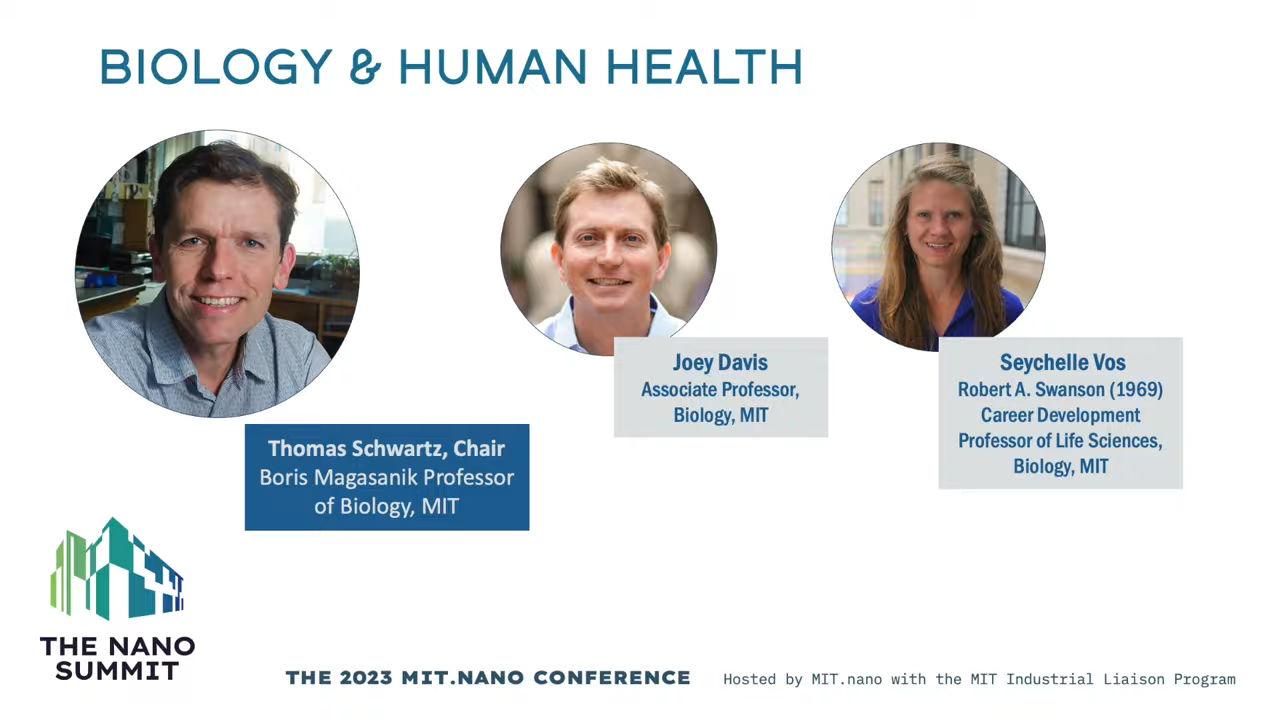 BIOLOGY & HUMAN HEALTH
Thomas Schwartz, Chair
Boris Magasanik Professor
of Biology, MIT
Joey Davis
Associate Professor,
Biology, MIT
Seychelle Vos
Robert A. Swanson (1969)
Career Development
Professor of Life Sciences,
Biology, MIT
THE NANO
SUMMIT
THE 2023 MIT.NANO CONFERENCE
Hosted by MIT.nano with the MIT Industrial Liaison Program